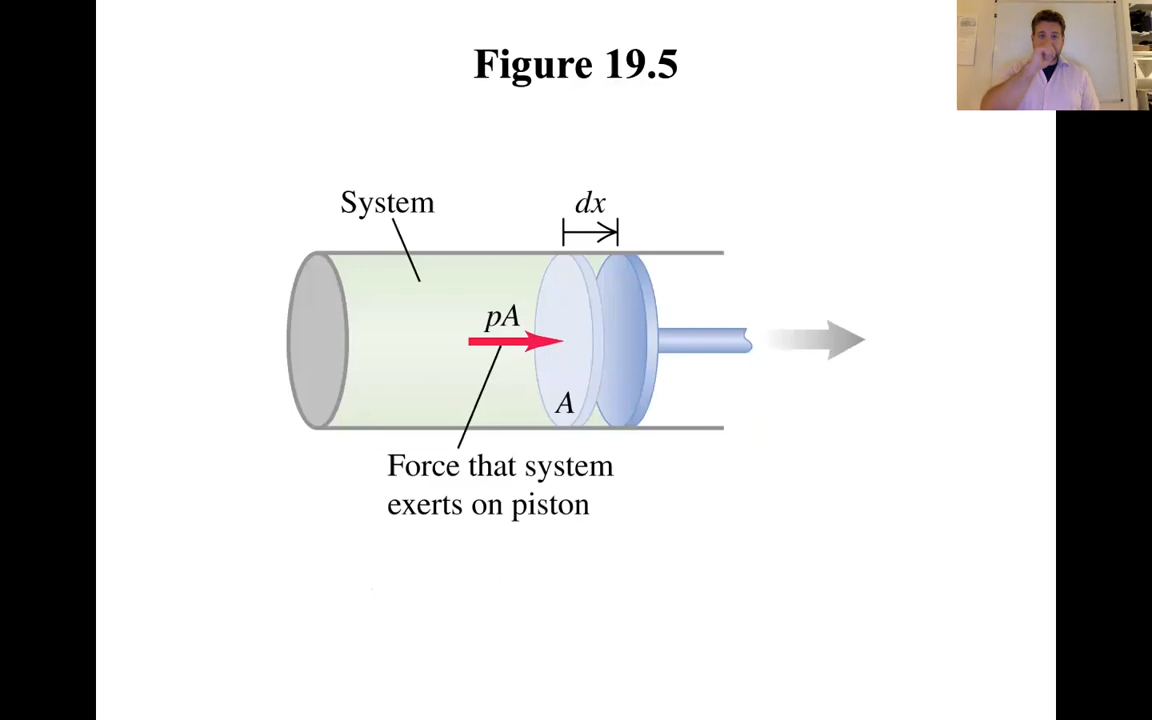 Figure 19.5
System
dx
pA
A
Force that system
exerts on piston